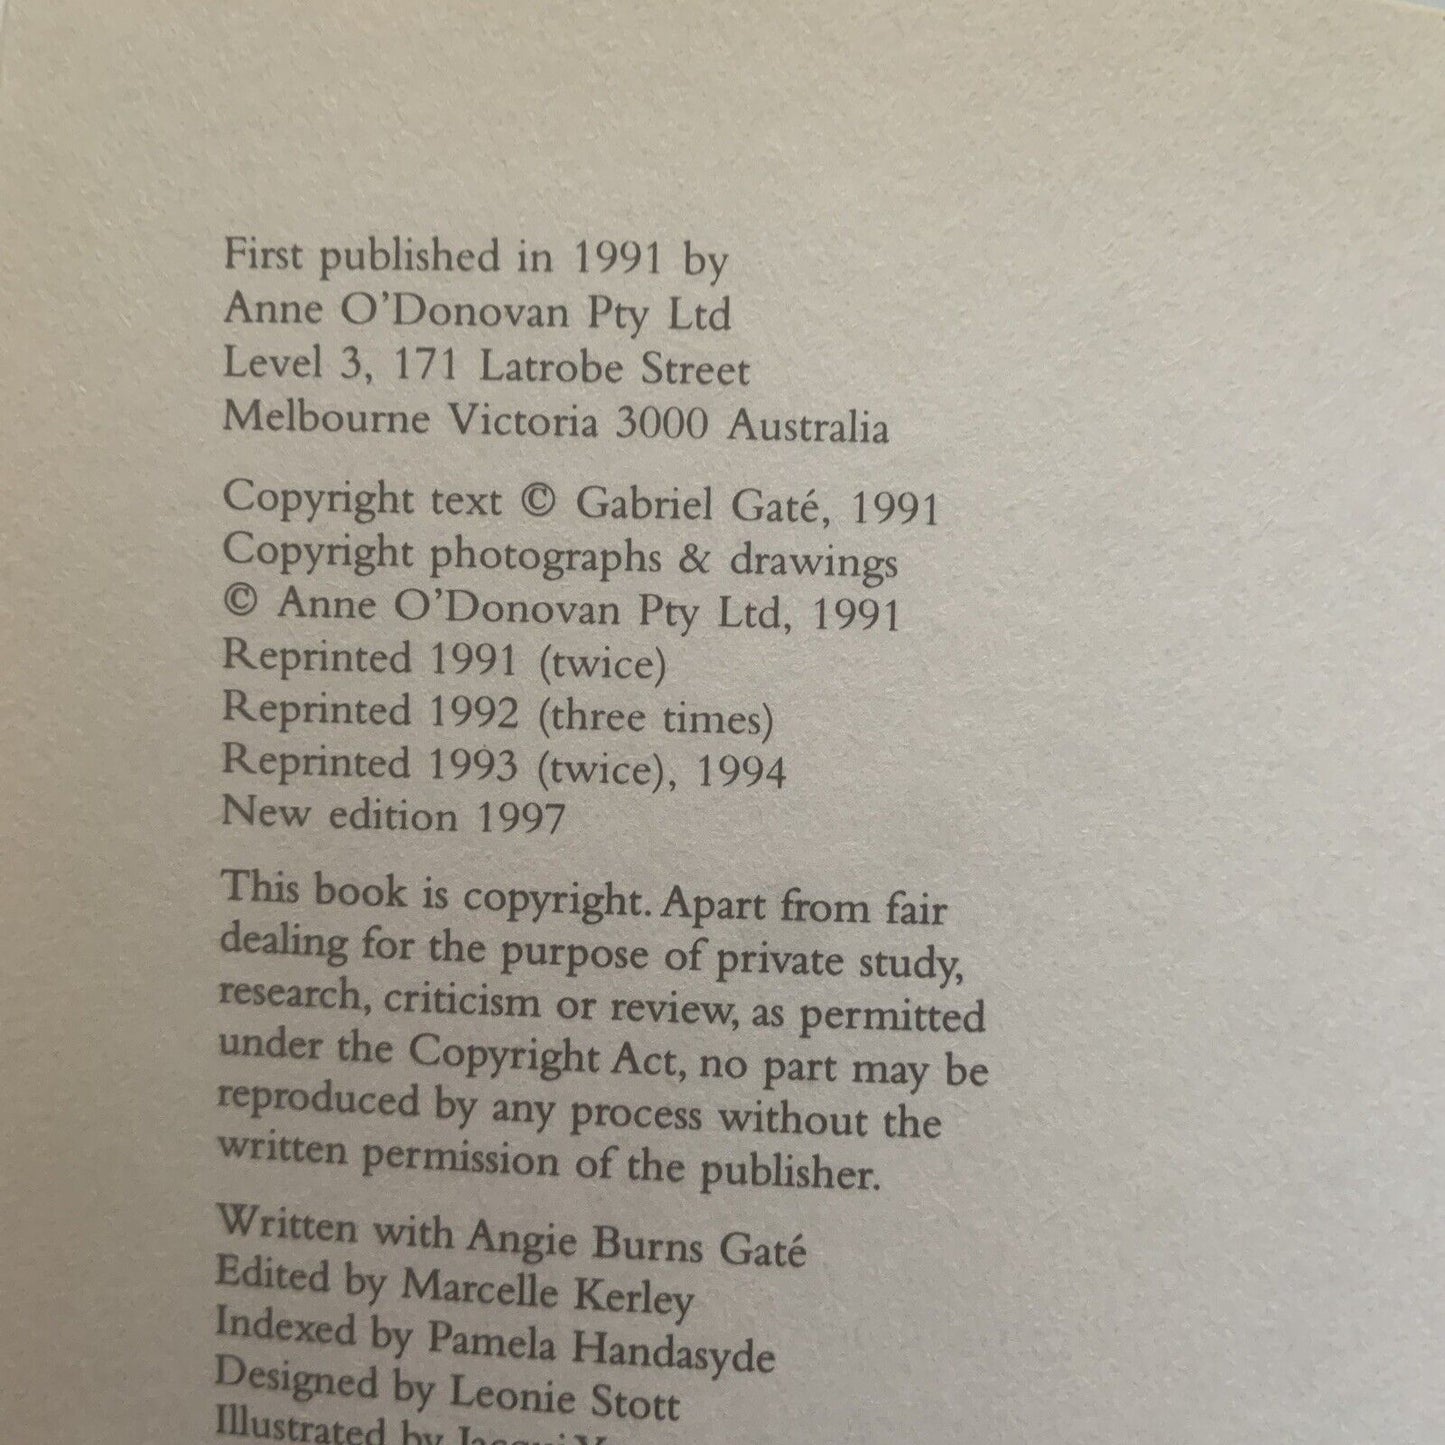 First published in 1991 by
Anne O'Donovan Pty Ltd
Level 3, 171 Latrobe Street
Melbourne Victoria 3000 Australia
Copyright text © Gabriel Gaté, 1991
Copyright photographs & drawings
© Anne O'Donovan Pty Ltd, 1991
Reprinted 1991 (twice)
Reprinted 1992 (three times)
Reprinted 1993 (twice), 1994
New edition 1997
This book is copyright. Apart from fair
dealing for the purpose of private study,
research, criticism or review, as permitted
under the Copyright Act, no part may be
reproduced by any process without the
written permission of the publisher.
Written with Angie Burns Gaté
Edited by Marcelle Kerley
Indexed by Pamela Handasyde
Designed by Leonie Stott
Illustrated by